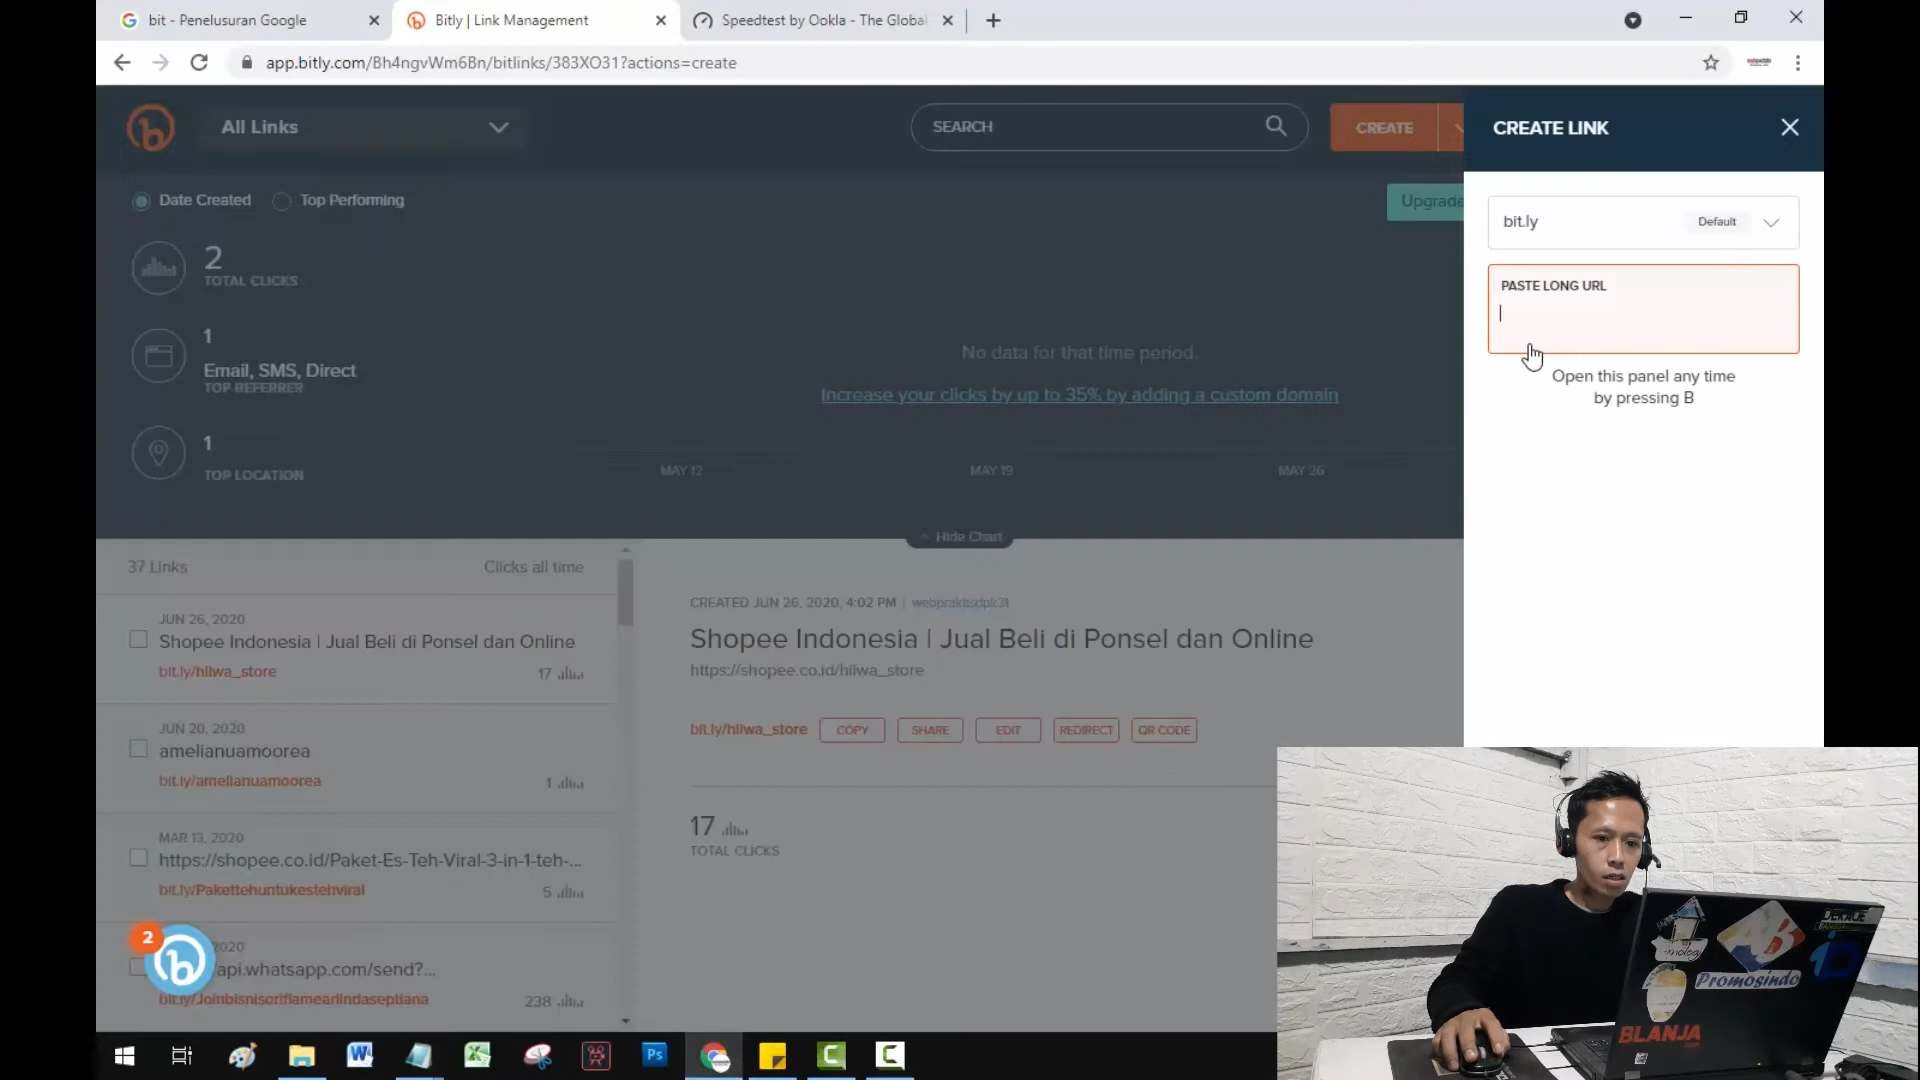 bit - Penelusuran Google
Bitly | Link Management
Speedtest by Ookla - The Global
app.bitly.com/Bh4ngvWm6Bn/bitlinks/383XO31?actions=create
All Links
SEARCH
CREATE
CREATE LINK
Date Created
Top Performing
Upgrade
bit.ly
Default
2
TOTAL CLICKS
PASTE LONG URL
1
Email, SMS, Direct
TOP REFERRER
No data for that time period.
Increase your clicks by up to 35% by adding a custom domain
Open this panel any time
by pressing B
1
TOP LOCATION
MAY 12
MAY 19
MAY 26
Hide Chart
37 Links
Clicks all time
JUN 26, 2020
Shopee Indonesia | Jual Beli di Ponsel dan Online
bit.ly/hilwa_store
17
JUN 20, 2020
amelianuamoorea
bit.ly/amelianuamoorea
1
MAR 13, 2020
https://shopee.co.id/Paket-Es-Teh-Viral-3-in-1-teh-...
bit.ly/Pakettehuntukestehviral
5
2020
api.whatsapp.com/send?...
bit.ly/Joinbisnisoriflamearlindasepliana
238
2
CREATED JUN 26, 2020, 4:02 PM | webpraktisdpk31
Shopee Indonesia | Jual Beli di Ponsel dan Online
https://shopee.co.id/hilwa_store
bit.ly/hilwa_store
COPY
SHARE
EDIT
REDIRECT
QR CODE
17
TOTAL CLICKS
Promosindo
BLANJA
.com
Ps